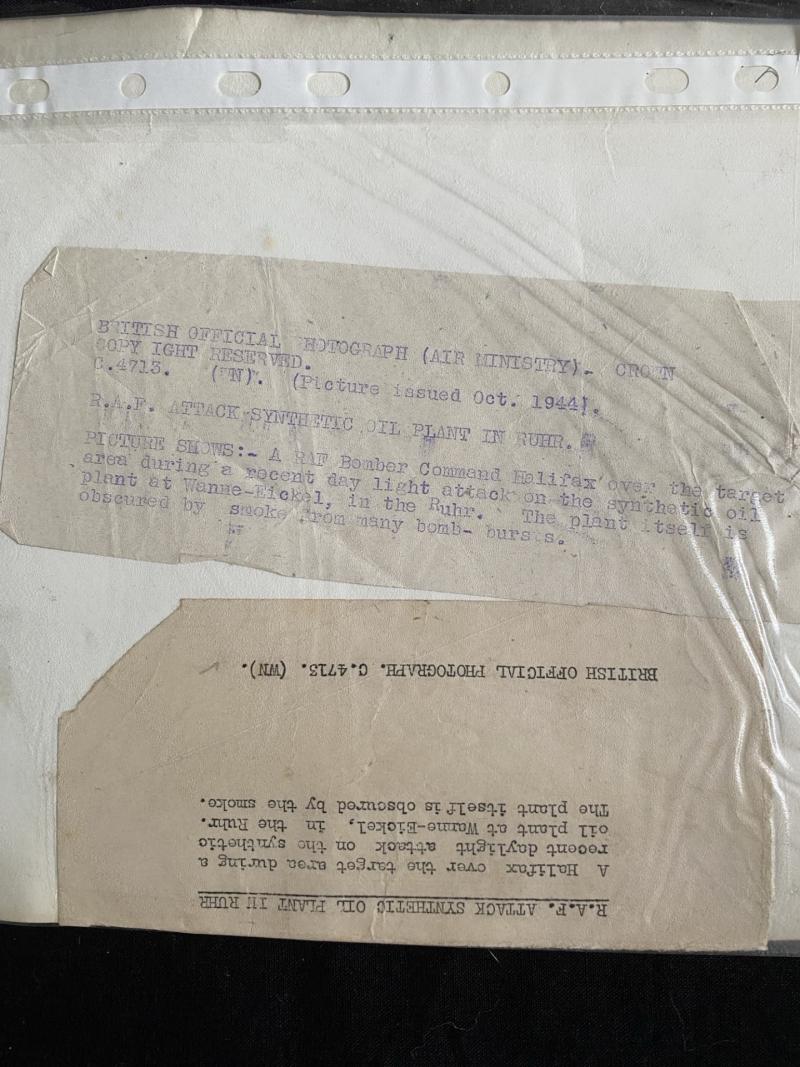 BRITISH OFFICIAL PHOTOGRAPH (AIR MINISTRY).- CROWN
COPY IGHT RESERVED.
C.4713. (WN). (Picture issued Oct. 1944).
R.A.F. ATTACK SYNTHETIC OIL PLANT IN RUHR.
PICTURE SHOWS:- A RAF Bomber Command Halifax over the target
area during a recent day light attack on the synthetic oil
plant at Wanne-Eickel, in the Ruhr. The plant itself is
obscured by smoke from many bomb- bursts.
R.A.F. ATTACK SYNTHETIC OIL PLANT IN RUHR
A Halifax over the target area during a
recent daylight attack on the synthetic
oil plant at Wanne-Eickel, in the Ruhr.
The plant itself is obscured by the smoke.
BRITISH OFFICIAL PHOTOGRAPH. C.4713. (WN).